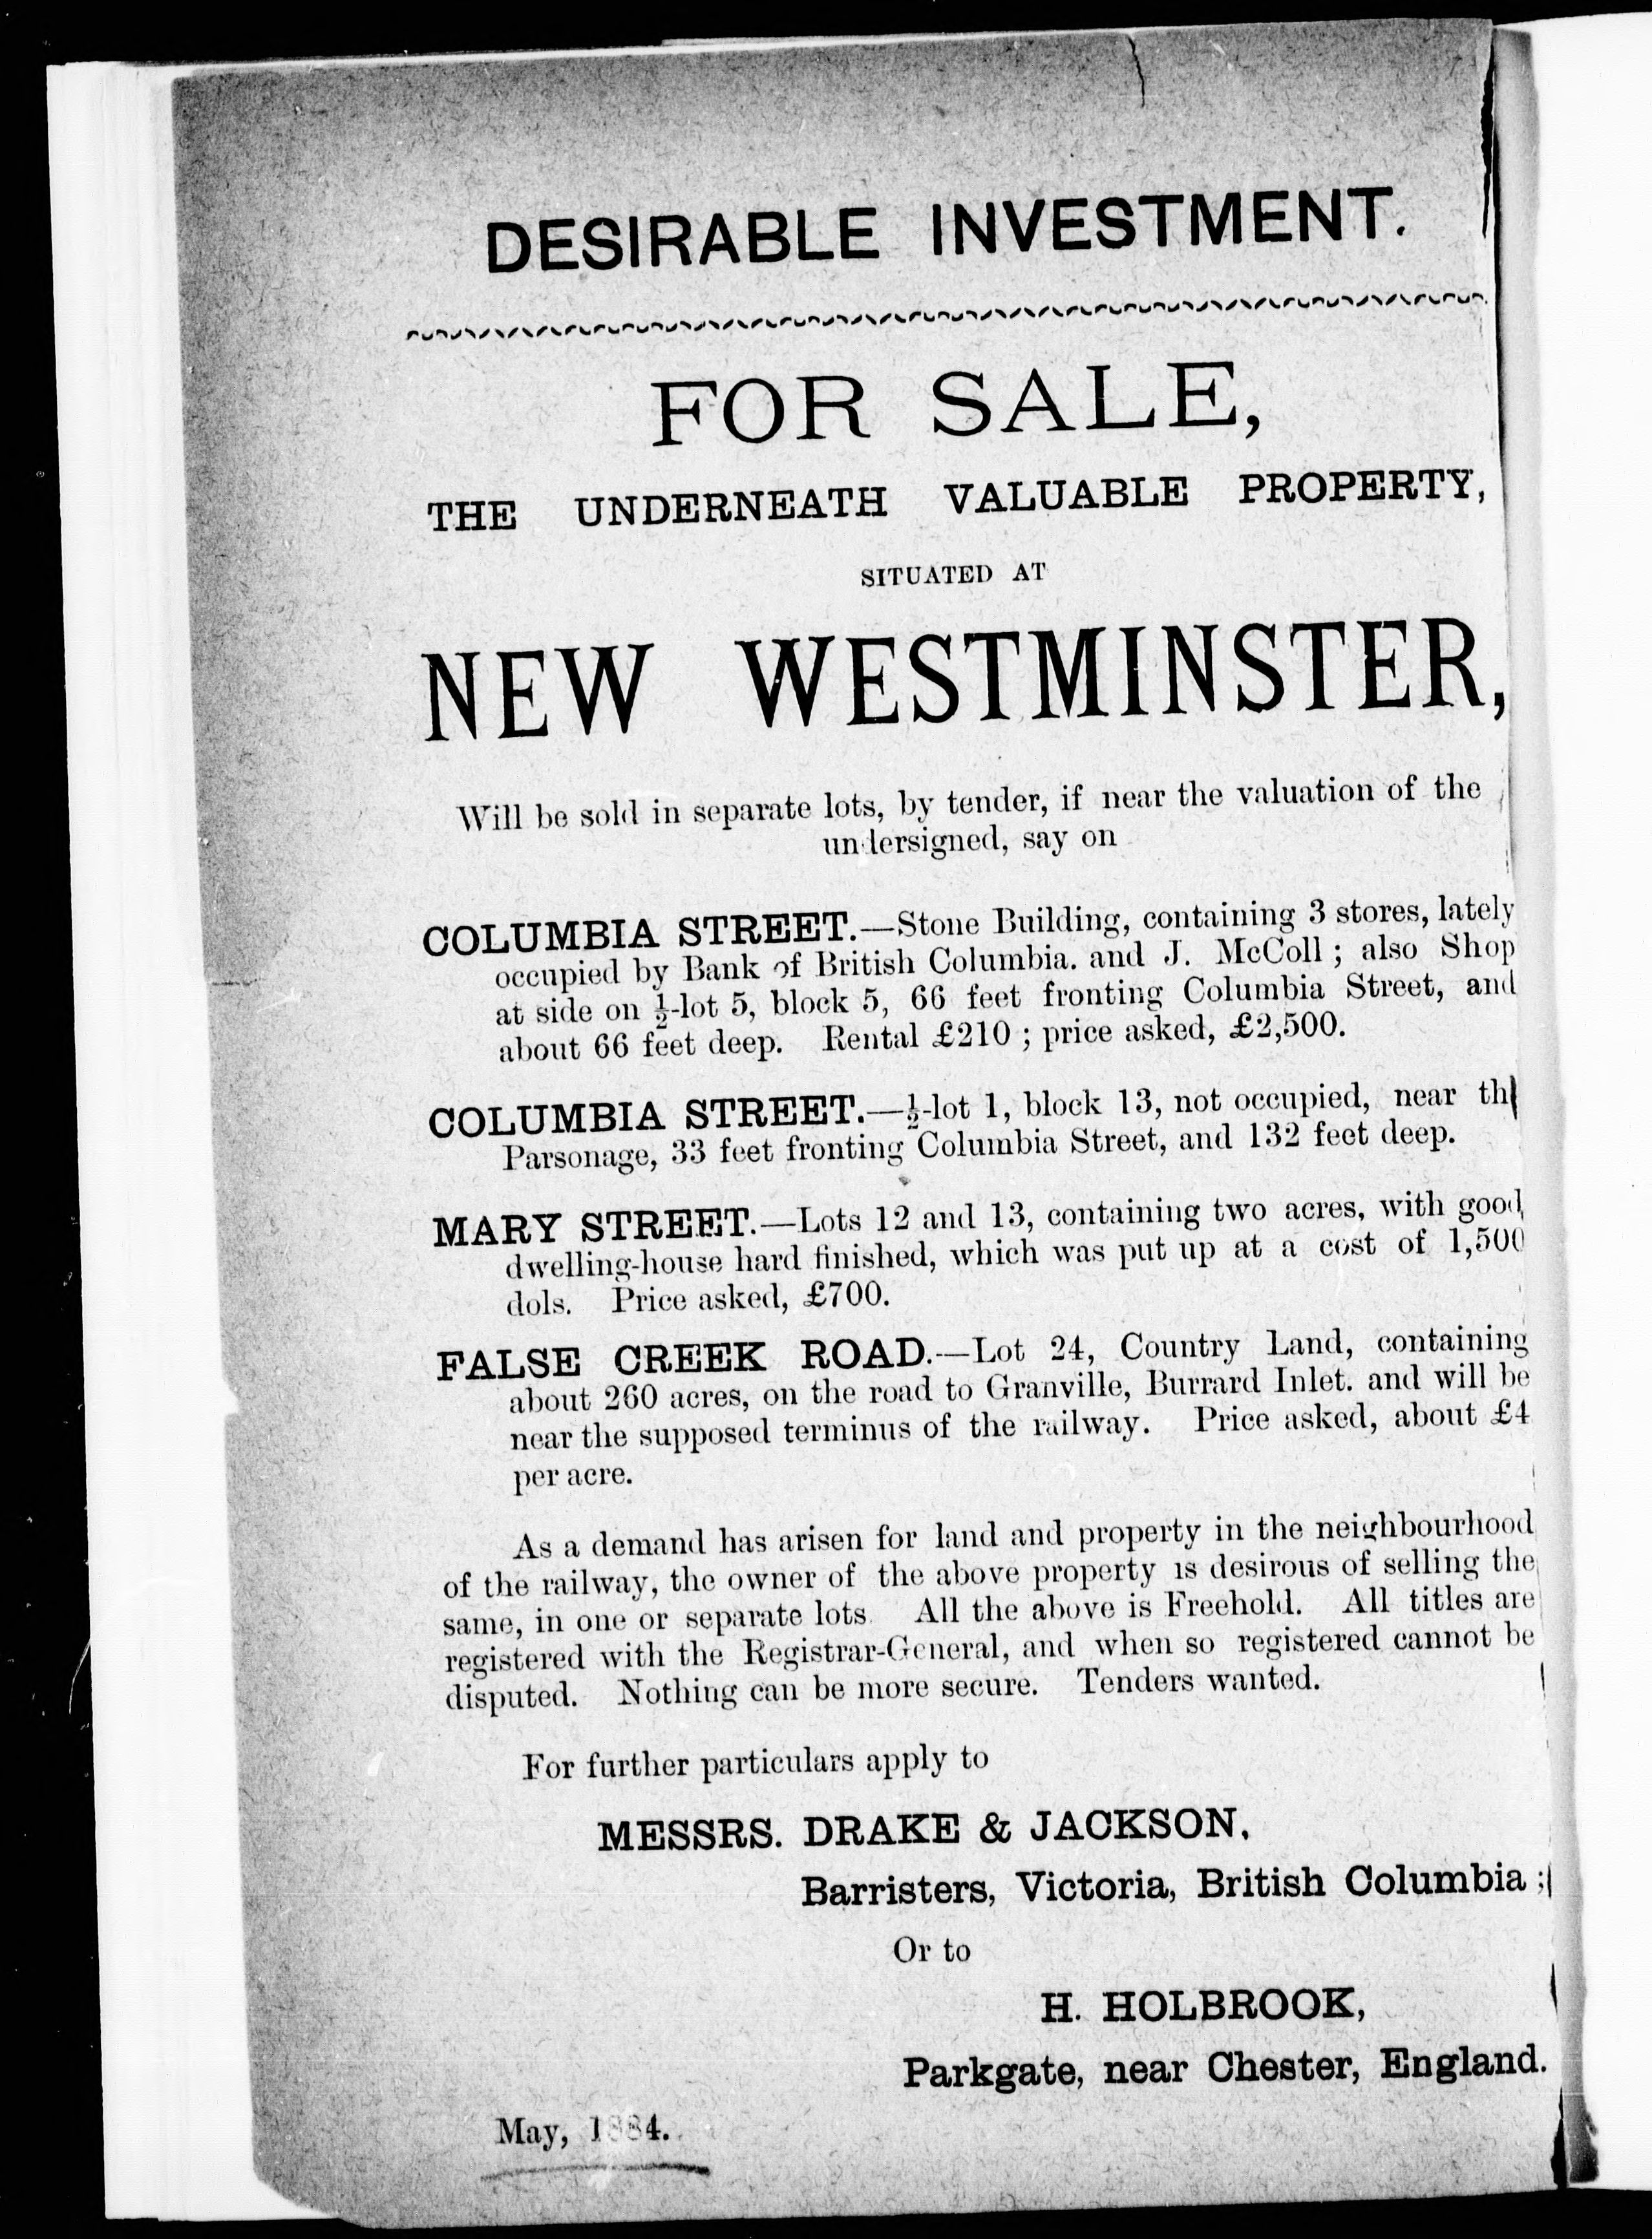 DESIRABLE INVESTMENT.
FOR SALE,
THE UNDERNEATH VALUABLE PROPERTY,
SITUATED AT
NEW WESTMINSTER,
Will be sold in separate lots, by tender, if near the valuation of the
undersigned, say on
COLUMBIA STREET.—Stone Building, containing 3 stores, lately
occupied by Bank of British Columbia. and J. McColl ; also Shop
at side on ½-lot 5, block 5, 66 feet fronting Columbia Street, and
about 66 feet deep. Rental £210 ; price asked, £2,500.
COLUMBIA STREET.—½-lot 1, block 13, not occupied, near th
Parsonage, 33 feet fronting Columbia Street, and 132 feet deep.
MARY STREET.—Lots 12 and 13, containing two acres, with good
dwelling-house hard finished, which was put up at a cost of 1,500
dols. Price asked, £700.
FALSE CREEK ROAD.—Lot 24, Country Land, containing
about 260 acres, on the road to Granville, Burrard Inlet. and will be
near the supposed terminus of the railway. Price asked, about £4
per acre.
As a demand has arisen for land and property in the neighbourhood
of the railway, the owner of the above property is desirous of selling the
same, in one or separate lots. All the above is Freehold. All titles are
registered with the Registrar-General, and when so registered cannot be
disputed. Nothing can be more secure. Tenders wanted.
For further particulars apply to
MESSRS. DRAKE & JACKSON,
Barristers, Victoria, British Columbia ;
Or to
H. HOLBROOK,
Parkgate, near Chester, England.
May, 1884.